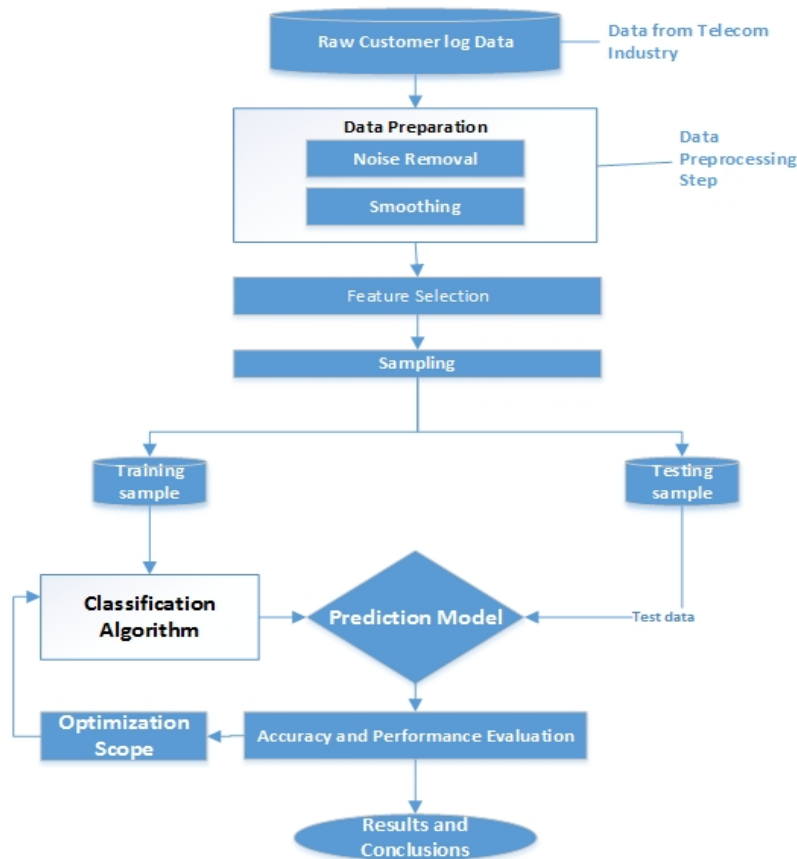 Raw Customer log Data
Data from Telecom
Industry
Data Preparation
Noise Removal
Smoothing
Data
Preprocessing
Step
Feature Selection
Sampling
Training
sample
Testing
sample
Classification
Algorithm
Prediction Model
Test data
Optimization
Scope
Accuracy and Performance Evaluation
Results and
Conclusions